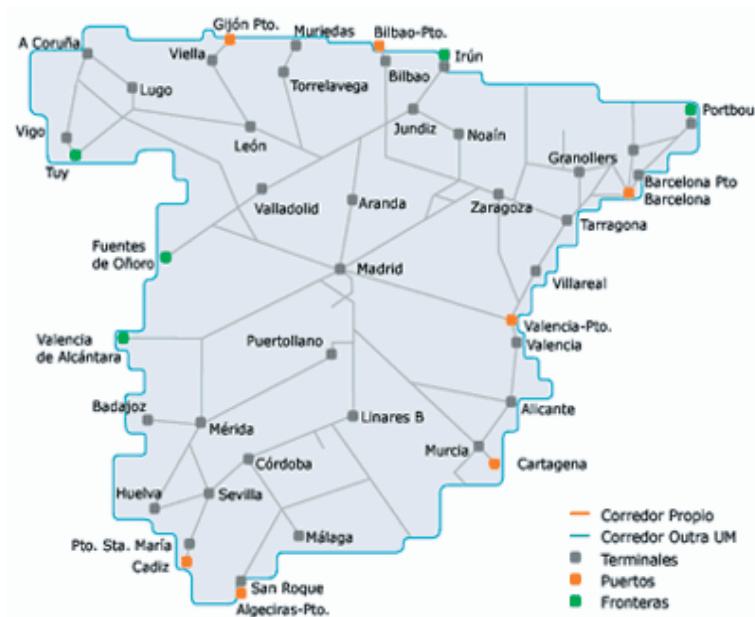 Gijón Pto.
Muriedas
Bilbao-Pto.
A Coruña
Viella
Irún
Lugo
Torrelavega
Bilbao
Portbou
Vigo
León
Jundiz
Noaín
Granollers
Tuy
Barcelona Pto
Valladolid
Aranda
Zaragoza
Barcelona
Tarragona
Fuentes
de Oñoro
Madrid
Villareal
Valencia
de Alcántara
Puertollano
Valencia-Pto.
Valencia
Badajoz
Mérida
Linares B
Alicante
Murcia
Córdoba
Cartagena
Huelva
Sevilla
Pto. Sta. María
Málaga
Cadiz
San Roque
Algeciras-Pto.
Corredor Propio
Corredor Outra UM
Terminales
Puertos
Fronteras